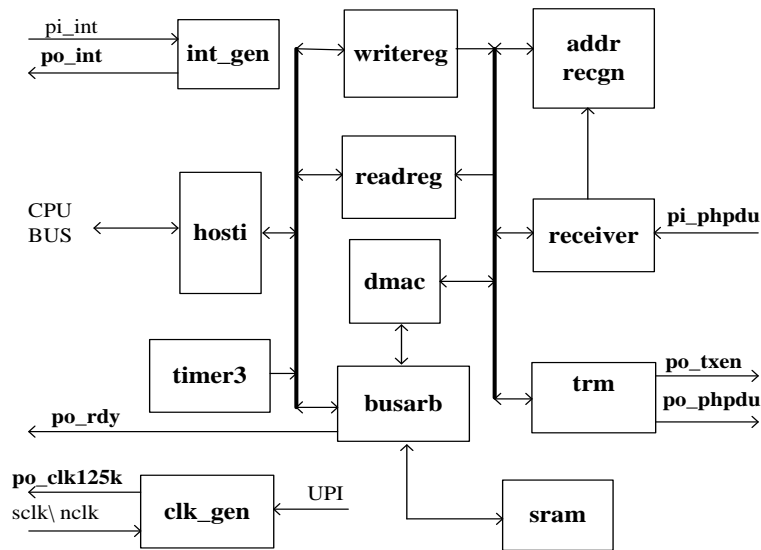 pi_int
po_int
int_gen
writereg
addr
recgn
readreg
CPU
BUS
hosti
receiver
pi_phpdu
dmac
timer3
busarb
trm
po_txen
po_phpdu
po_rdy
po_clk125k
sclk\ nclk
clk_gen
UPI
sram